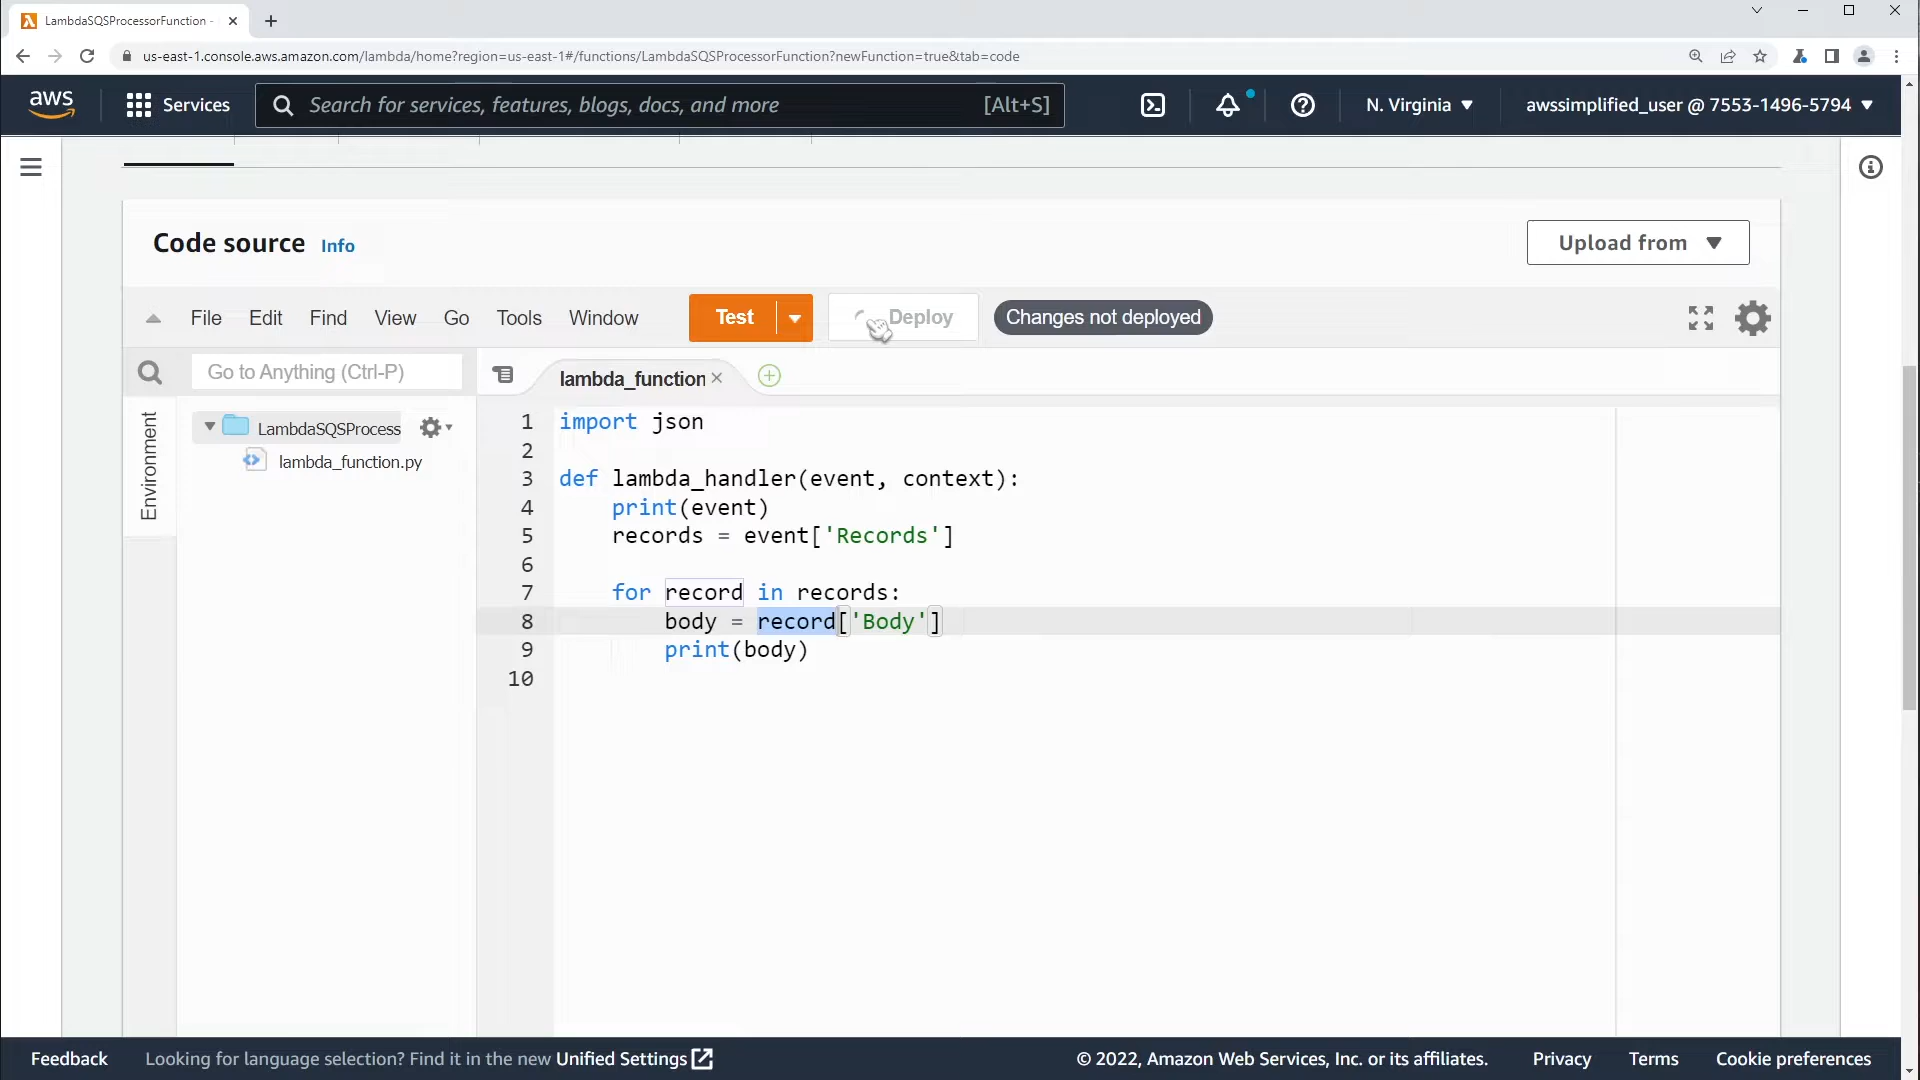 LambdaSQSProcessorFunction -
us-east-1.console.aws.amazon.com/lambda/home?region=us-east-1#/functions/LambdaSQSProcessorFunction?newFunction=true&tab=code
aws
Services
Search for services, features, blogs, docs, and more
[Alt+S]
N. Virginia
awssimplified_user @ 7553-1496-5794
Code source Info
Upload from
File Edit Find View Go Tools Window
Test
Deploy
Changes not deployed
Go to Anything (Ctrl-P)
lambda_function
Environment
LambdaSQSProcess
lambda_function.py
1 import json
2
3 def lambda_handler(event, context):
4     print(event)
5     records = event['Records']
6
7     for record in records:
8         body = record['Body']
9         print(body)
10
Feedback
Looking for language selection? Find it in the new Unified Settings
© 2022, Amazon Web Services, Inc. or its affiliates.
Privacy
Terms
Cookie preferences